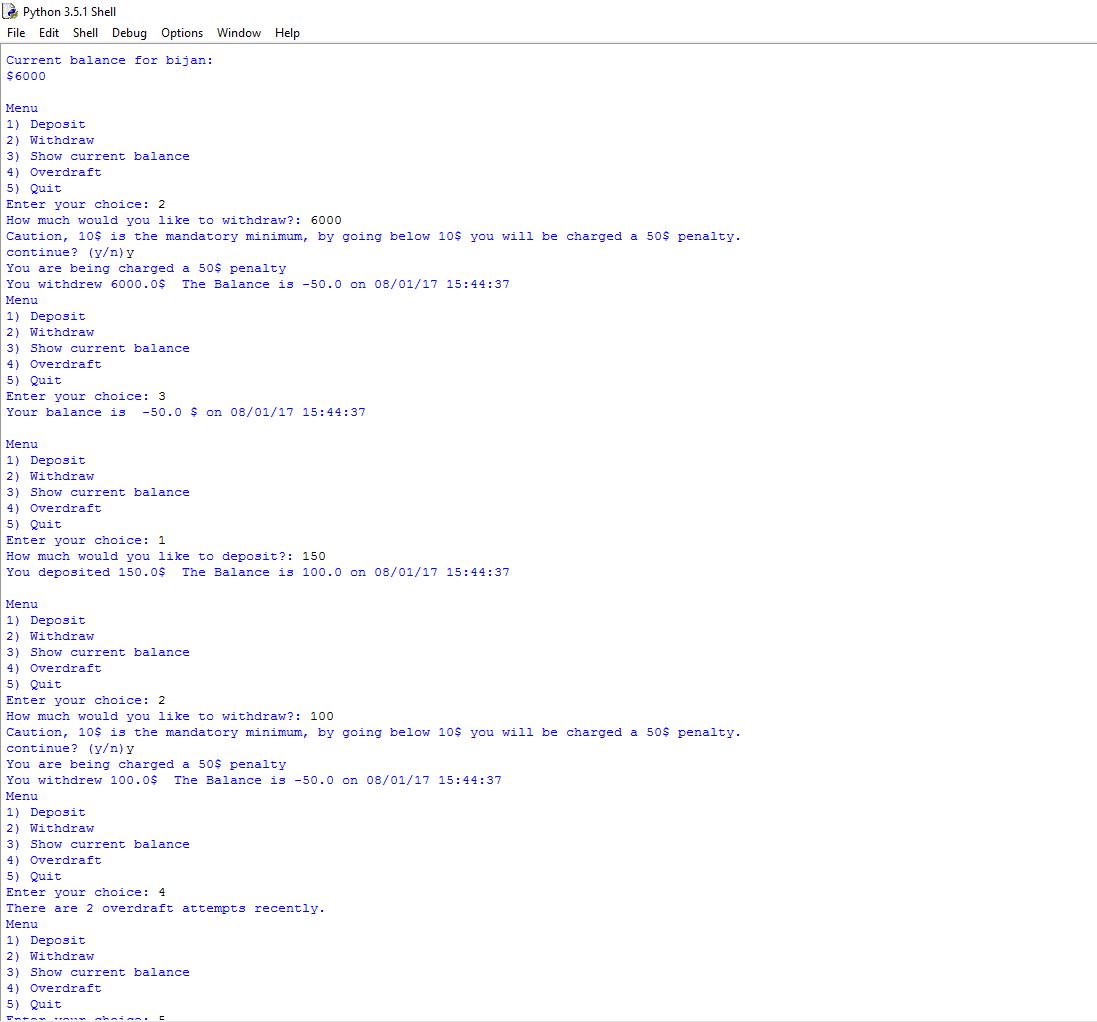 Python 3.5.1 Shell
File Edit Shell Debug Options Window Help
Current balance for bijan:
$6000
Menu
1) Deposit
2) Withdraw
3) Show current balance
4) Overdraft
5) Quit
Enter your choice: 2
How much would you like to withdraw?: 6000
Caution, 10$ is the mandatory minimum, by going below 10$ you will be charged a 50$ penalty.
continue? (y/n)y
You are being charged a 50$ penalty
You withdrew 6000.0$  The Balance is -50.0 on 08/01/17 15:44:37
Menu
1) Deposit
2) Withdraw
3) Show current balance
4) Overdraft
5) Quit
Enter your choice: 3
Your balance is  -50.0 $ on 08/01/17 15:44:37
Menu
1) Deposit
2) Withdraw
3) Show current balance
4) Overdraft
5) Quit
Enter your choice: 1
How much would you like to deposit?: 150
You deposited 150.0$  The Balance is 100.0 on 08/01/17 15:44:37
Menu
1) Deposit
2) Withdraw
3) Show current balance
4) Overdraft
5) Quit
Enter your choice: 2
How much would you like to withdraw?: 100
Caution, 10$ is the mandatory minimum, by going below 10$ you will be charged a 50$ penalty.
continue? (y/n)y
You are being charged a 50$ penalty
You withdrew 100.0$  The Balance is -50.0 on 08/01/17 15:44:37
Menu
1) Deposit
2) Withdraw
3) Show current balance
4) Overdraft
5) Quit
Enter your choice: 4
There are 2 overdraft attempts recently.
Menu
1) Deposit
2) Withdraw
3) Show current balance
4) Overdraft
5) Quit
Enter your choice: 5